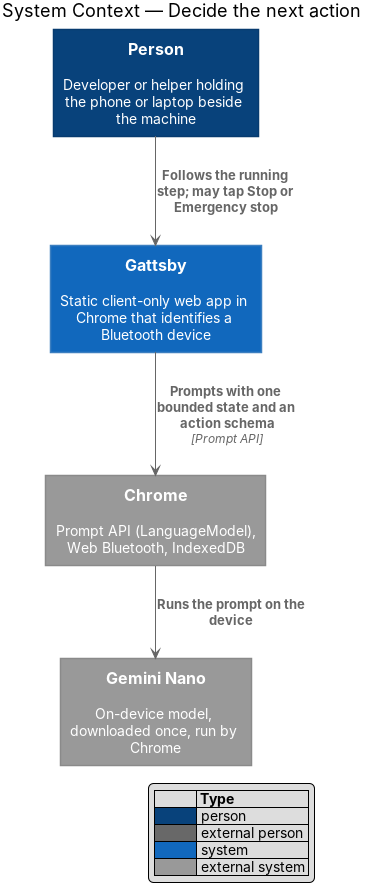 System Context — Decide the next action
Person
Developer or helper holding
the phone or laptop beside
the machine
Follows the running
step; may tap Stop or
Emergency stop
Gattsby
Static client-only web app in
Chrome that identifies a
Bluetooth device
Prompts with one
bounded state and an
action schema
[Prompt API]
Chrome
Prompt API (LanguageModel),
Web Bluetooth, IndexedDB
Runs the prompt on the
device
Gemini Nano
On-device model,
downloaded once, run by
Chrome
Type
person
external person
system
external system